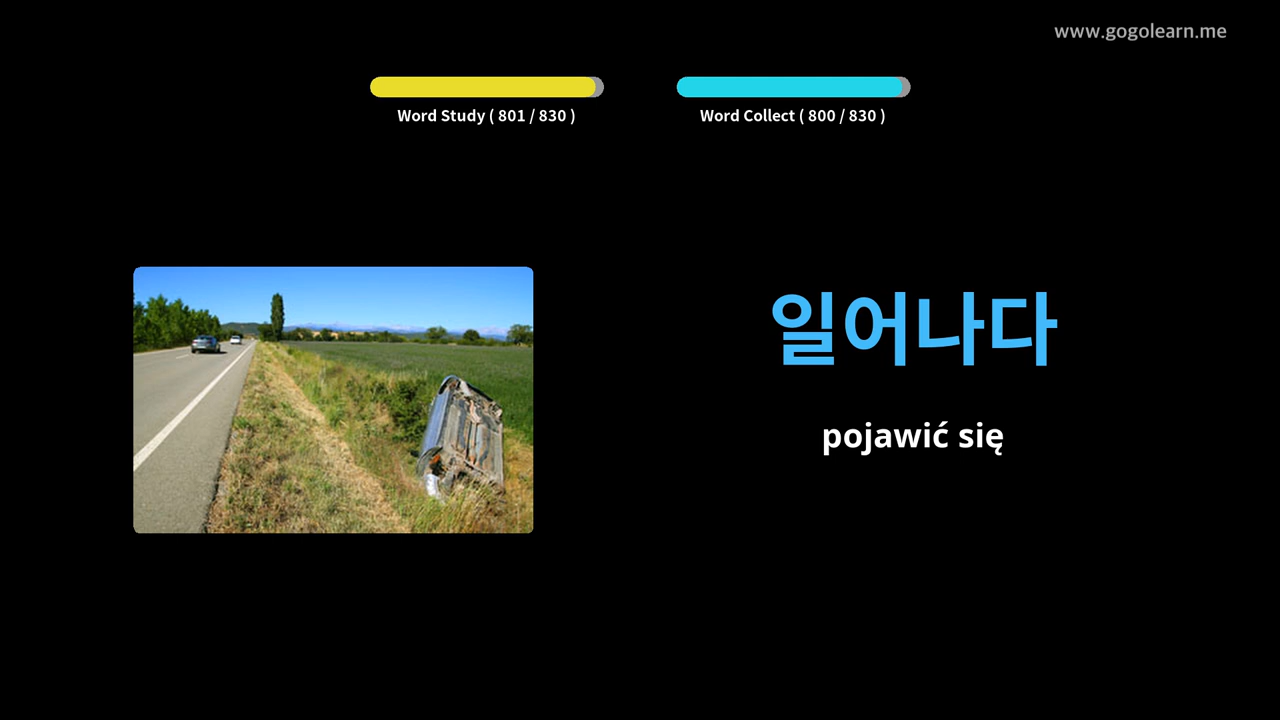 www.gogolearn.me
Word Study ( 801 / 830 )
Word Collect ( 800 / 830 )
일어나다
pojawić się